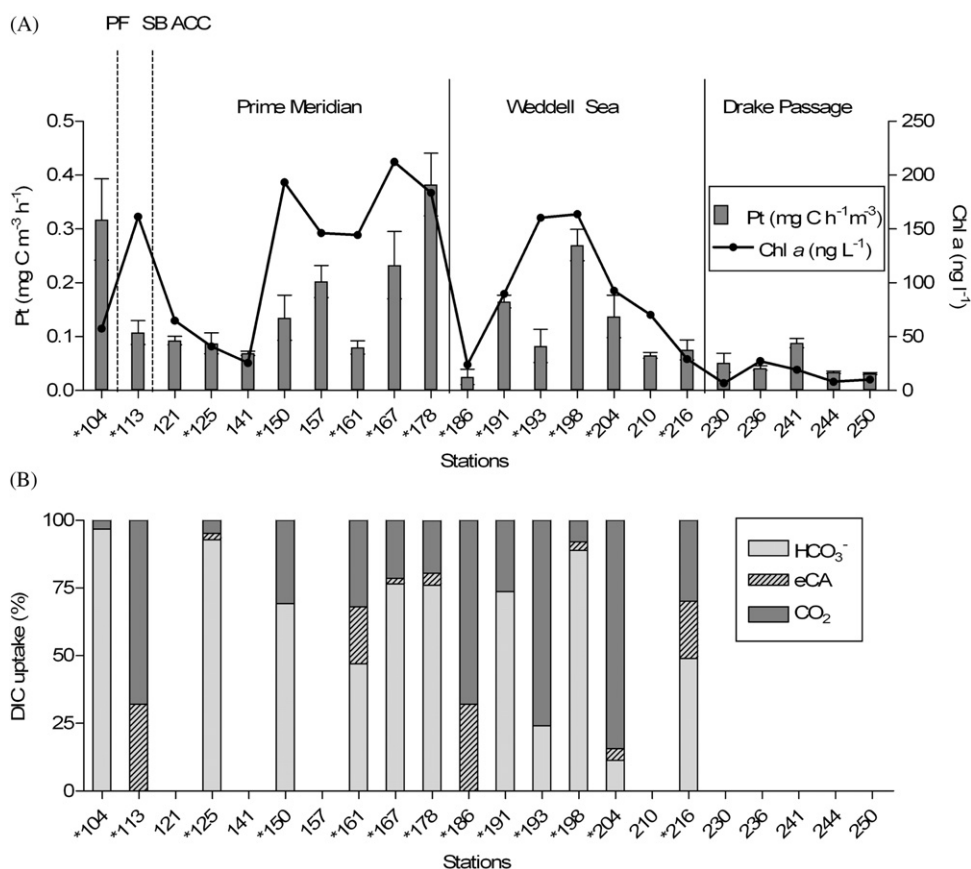 (A)
PF SB ACC
Prime Meridian Weddell Sea Drake Passage
0.5
0.4
0.3
0.2
0.1
0.0
Pt (mg C m⁻³ h⁻¹)
250
200
150
100
50
0
Chl a (ng l⁻¹)
Pt (mg C h⁻¹m⁻³)
Chl a (ng L⁻¹)
*104 *113 121 *125 141 *150 157 *161 *167 *178 *186 *191 *193 *198 *204 210 *216 230 236 241 244 250
Stations
(B)
100
75
50
25
0
DIC uptake (%)
HCO₃⁻
eCA
CO₂
*104 *113 121 *125 141 *150 157 *161 *167 *178 *186 *191 *193 *198 *204 210 *216 230 236 241 244 250
Stations